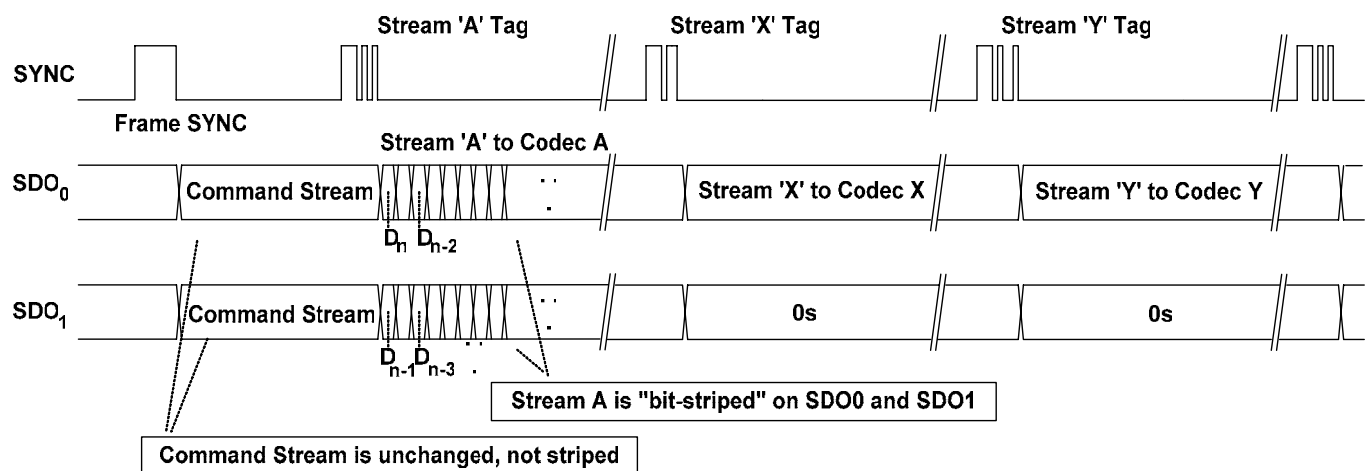 Stream 'A' Tag
Stream 'X' Tag
Stream 'Y' Tag
SYNC
Frame SYNC
Stream 'A' to Codec A
SDO0
Command Stream
Stream 'X' to Codec X
Stream 'Y' to Codec Y
Dn
Dn-2
SDO1
Command Stream
0s
0s
Dn-1
Dn-3
Stream A is "bit-striped" on SDO0 and SDO1
Command Stream is unchanged, not striped